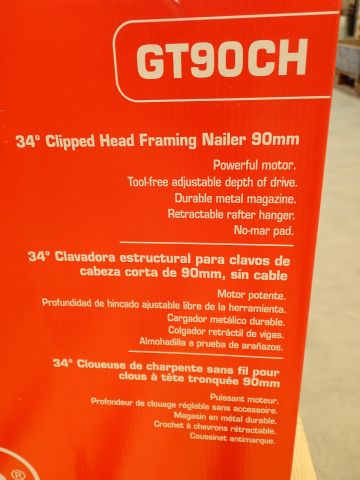 GT90CH
34° Clipped Head Framing Nailer 90mm
Powerful motor.
Tool-free adjustable depth of drive.
Durable metal magazine.
Retractable rafter hanger.
No-mar pad.
34° Clavadora estructural para clavos de
cabeza corta de 90mm, sin cable
Motor potente.
Profundidad de hincado ajustable libre de la herramienta.
Cargador metálico durable.
Colgador retráctil de vigas.
Almohedilla a prueba de arañazos.
34° Cloueuse de charpente sans fil pour
clous à tête tronquée 90mm
Puissant moteur.
Profondeur de clouage réglable sans accessoire.
Magasin en métal durable.
Crochet à chevrons rétractable.
Coussinet antimarque.
®